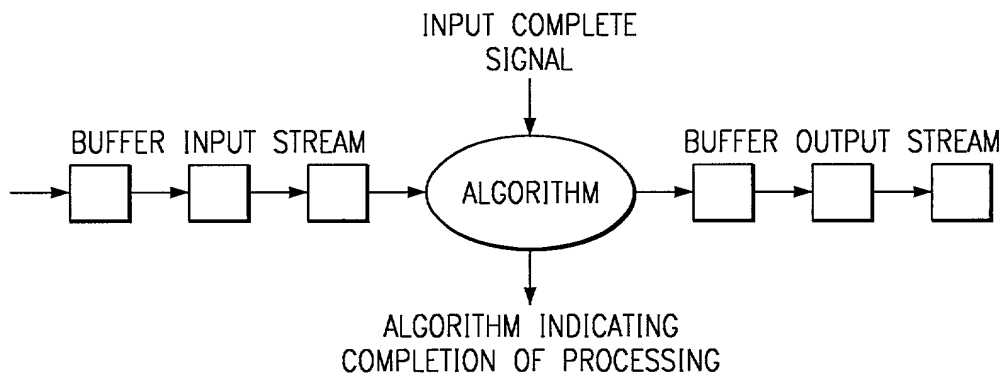 INPUT COMPLETE
SIGNAL
BUFFER INPUT STREAM
ALGORITHM
BUFFER OUTPUT STREAM
ALGORITHM INDICATING
COMPLETION OF PROCESSING